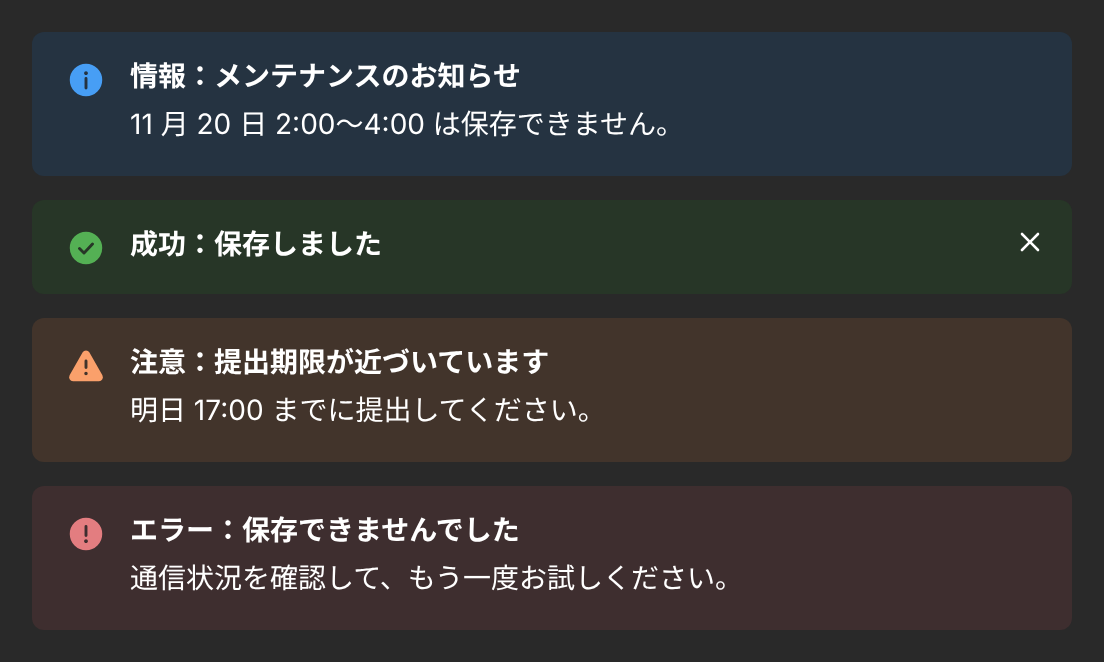 情報：メンテナンスのお知らせ
11 月 20 日 2:00〜4:00 は保存できません。
成功：保存しました
注意：提出期限が近づいています
明日 17:00 までに提出してください。
エラー：保存できませんでした
通信状況を確認して、もう一度お試しください。